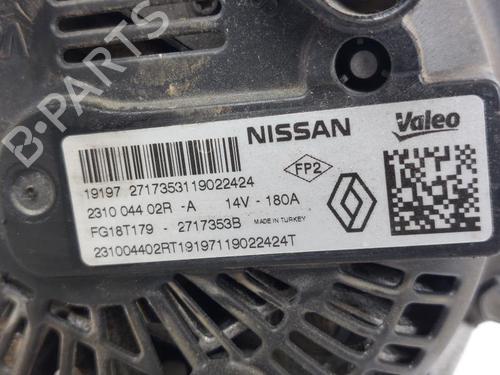 B-PARTS
NISSAN
Valeo
FP2
19197 2717353119022424
2310 044 02R -A 14V - 180A
FG18T179 - 2717353B MADE IN TURKEY
231004402RT19197119022424T